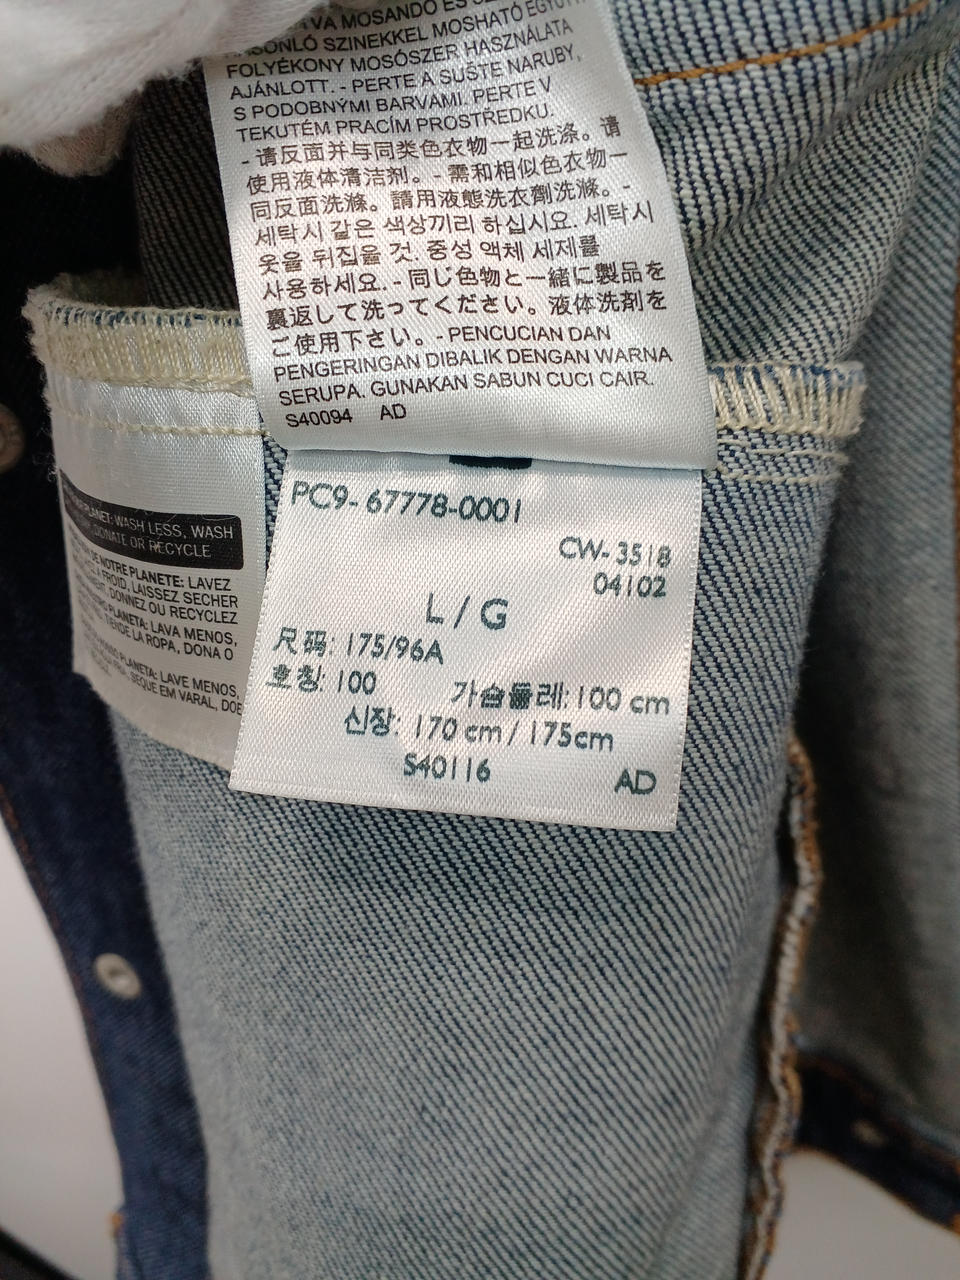 VA MOSANDÓ ÉS
HASONLÓ SZINEKKEL MOSHATÓ EGYÜTT
FOLYÉKONY MOSÓSZER HASZNÁLATA
AJÁNLOTT. - PERTE A SUŠTE NARUBY,
S PODOBNÝMI BARVAMI. PERTE V
TEKUTÉM PRACÍM PROSTŘEDKU.
- 请反面并与同类色衣物一起洗涤。请
使用液体清洁剂。- 需和相似色衣物一
同反面洗滌。請用液態洗衣劑洗滌。-
세탁시 같은 색상끼리 하십시요. 세탁시
옷을 뒤집을 것. 중성 액체 세제를
사용하세요. - 同じ色物と一緒に製品を
裏返して洗ってください。液体洗剤を
ご使用下さい。- PENCUCIAN DAN
PENGERINGAN DIBALIK DENGAN WARNA
SERUPA. GUNAKAN SABUN CUCI CAIR.
S40094 AD
PLANET: WASH LESS, WASH
DONATE OR RECYCLE
DE NOTRE PLANETE: LAVEZ
A FROID, LAISSEZ SECHER
DONNEZ OU RECYCLEZ
PLANETA: LAVA MENOS,
TIENDE LA ROPA, DONA O
PLANETA: LAVE MENOS,
SEQUE EM VARAL, DOE
PC9-67778-0001
CW-3518
04102
L / G
尺码: 175/96A
호칭: 100 가슴둘레: 100 cm
신장: 170 cm / 175cm
S40116 AD